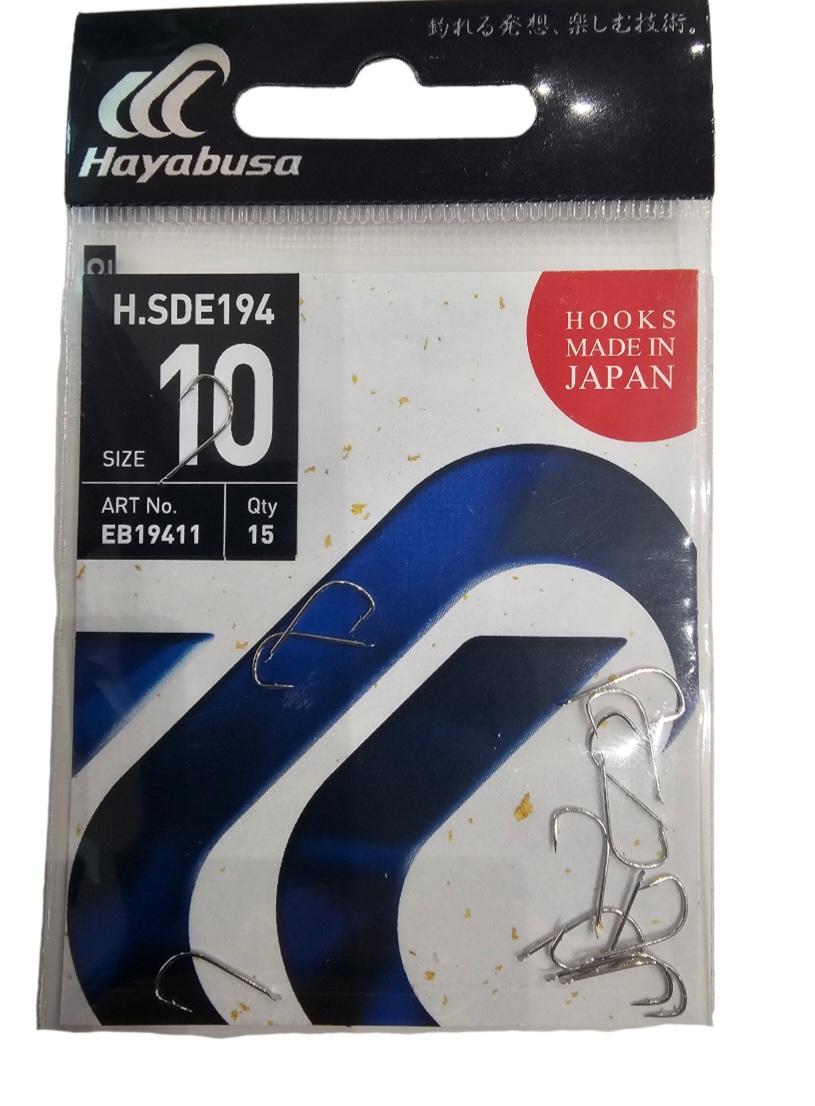 釣れる発想、楽しむ技術。
Hayabusa
H.SDE194
10
SIZE
ART No.
EB19411
Qty
15
HOOKS
MADE IN
JAPAN